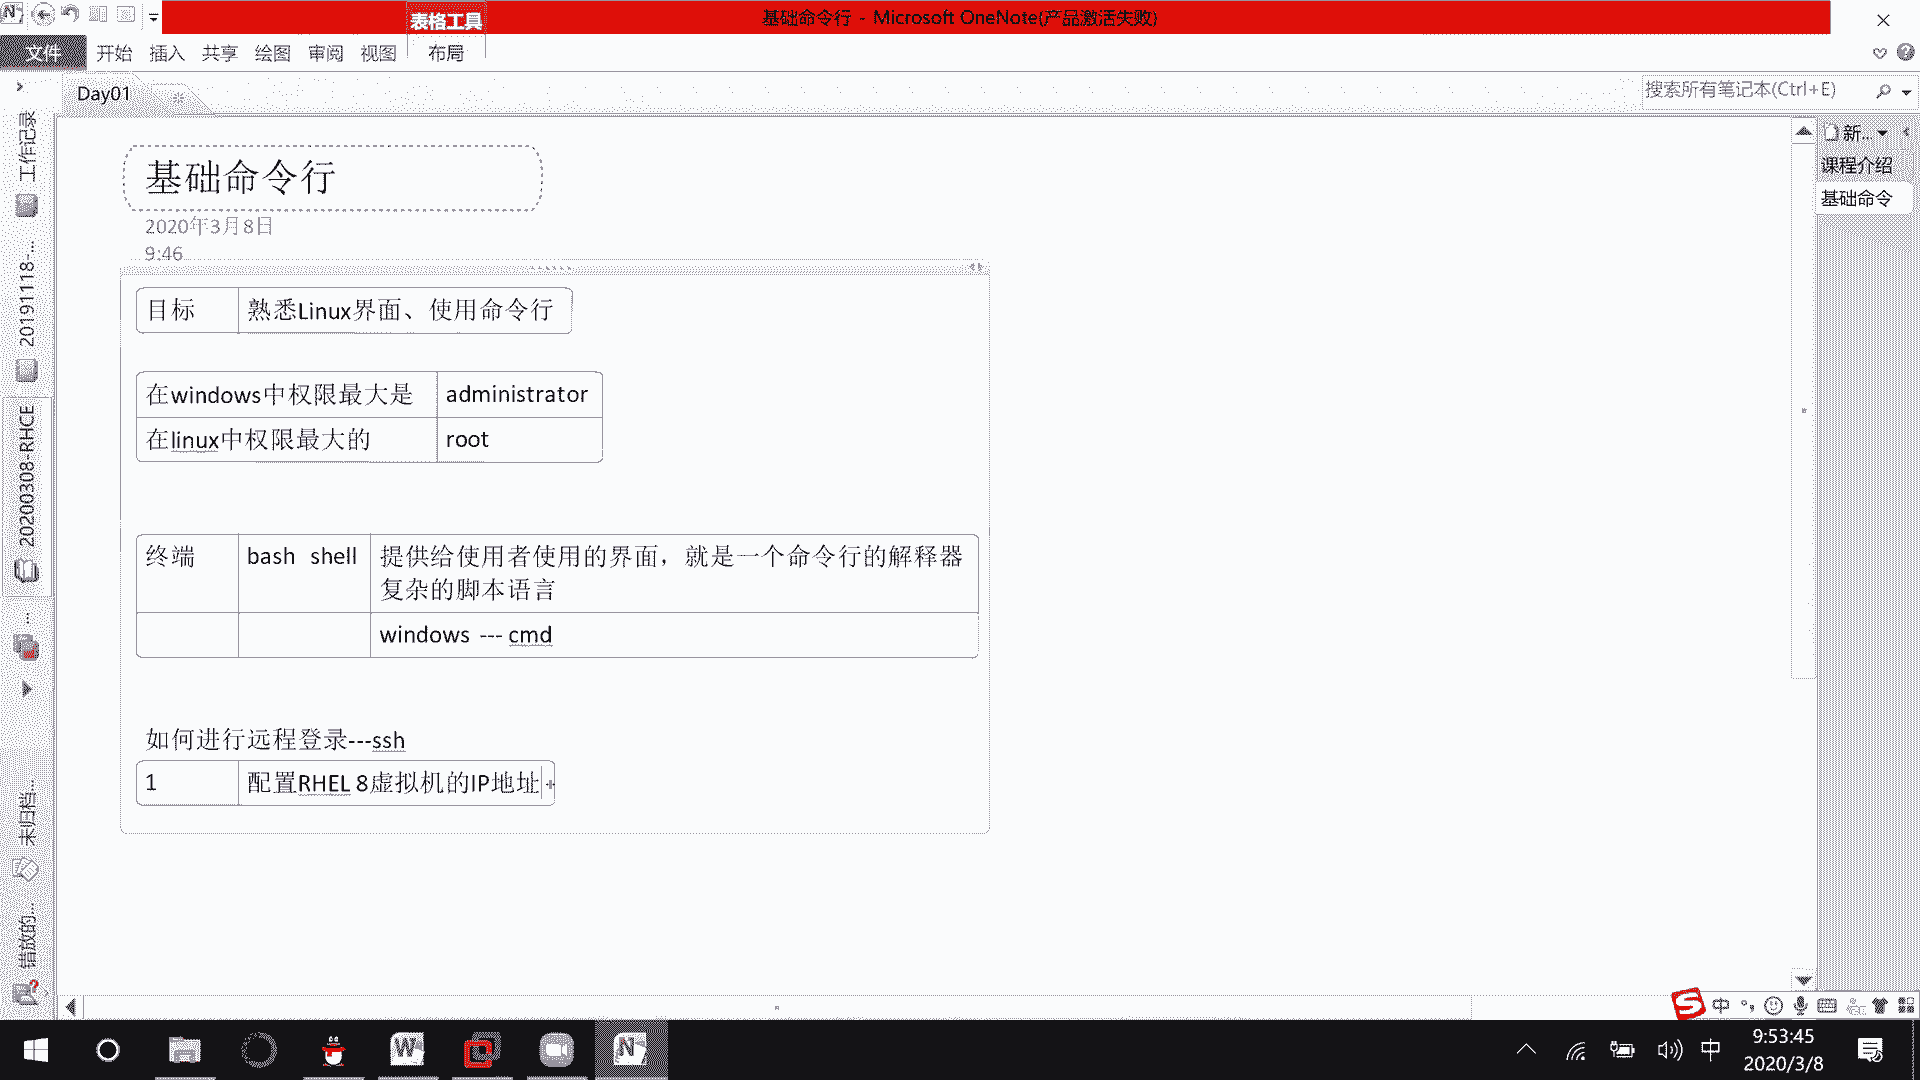 表格工具
基础命令行 - Microsoft OneNote(产品激活失败)
文件 开始 插入 共享 绘图 审阅 视图 布局
Day01
搜索所有笔记本(Ctrl+E)
新...
课程介绍
基础命令
工作记录
20191118-...
20200308-RHCE
...
未归档...
错放的...
基础命令行
2020年3月8日
9:46
目标 熟悉Linux界面、使用命令行
在windows中权限最大是 administrator
在linux中权限最大的 root
终端 bash shell 提供给使用者使用的界面，就是一个命令行的解释器
复杂的脚本语言
windows --- cmd
如何进行远程登录---ssh
1 配置RHEL 8虚拟机的IP地址
中
中
9:53:45
2020/3/8